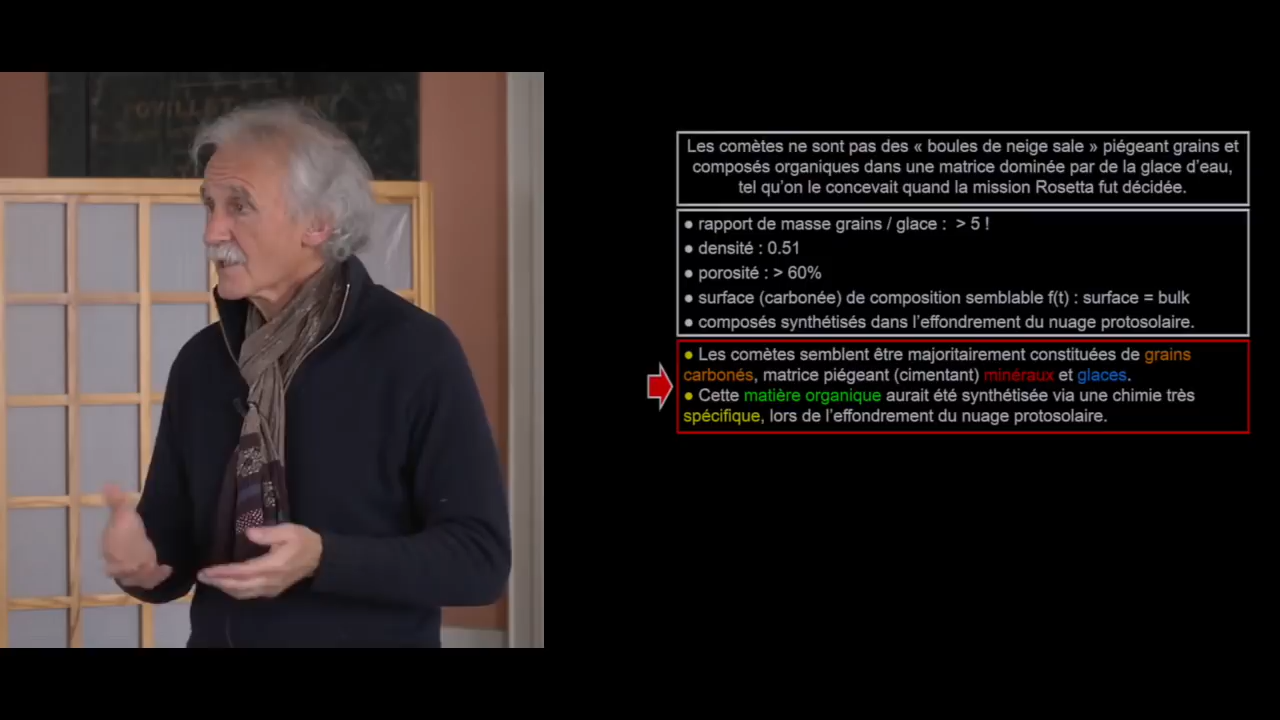 Les comètes ne sont pas des « boules de neige sale » piégeant grains et
composés organiques dans une matrice dominée par de la glace d'eau,
tel qu'on le concevait quand la mission Rosetta fut décidée.
● rapport de masse grains / glace : > 5 !
● densité : 0.51
● porosité : > 60%
● surface (carbonée) de composition semblable f(t) : surface = bulk
● composés synthétisés dans l'effondrement du nuage protosolaire.
● Les comètes semblent être majoritairement constituées de grains
carbonés, matrice piégeant (cimentant) minéraux et glaces.
● Cette matière organique aurait été synthétisée via une chimie très
spécifique, lors de l'effondrement du nuage protosolaire.